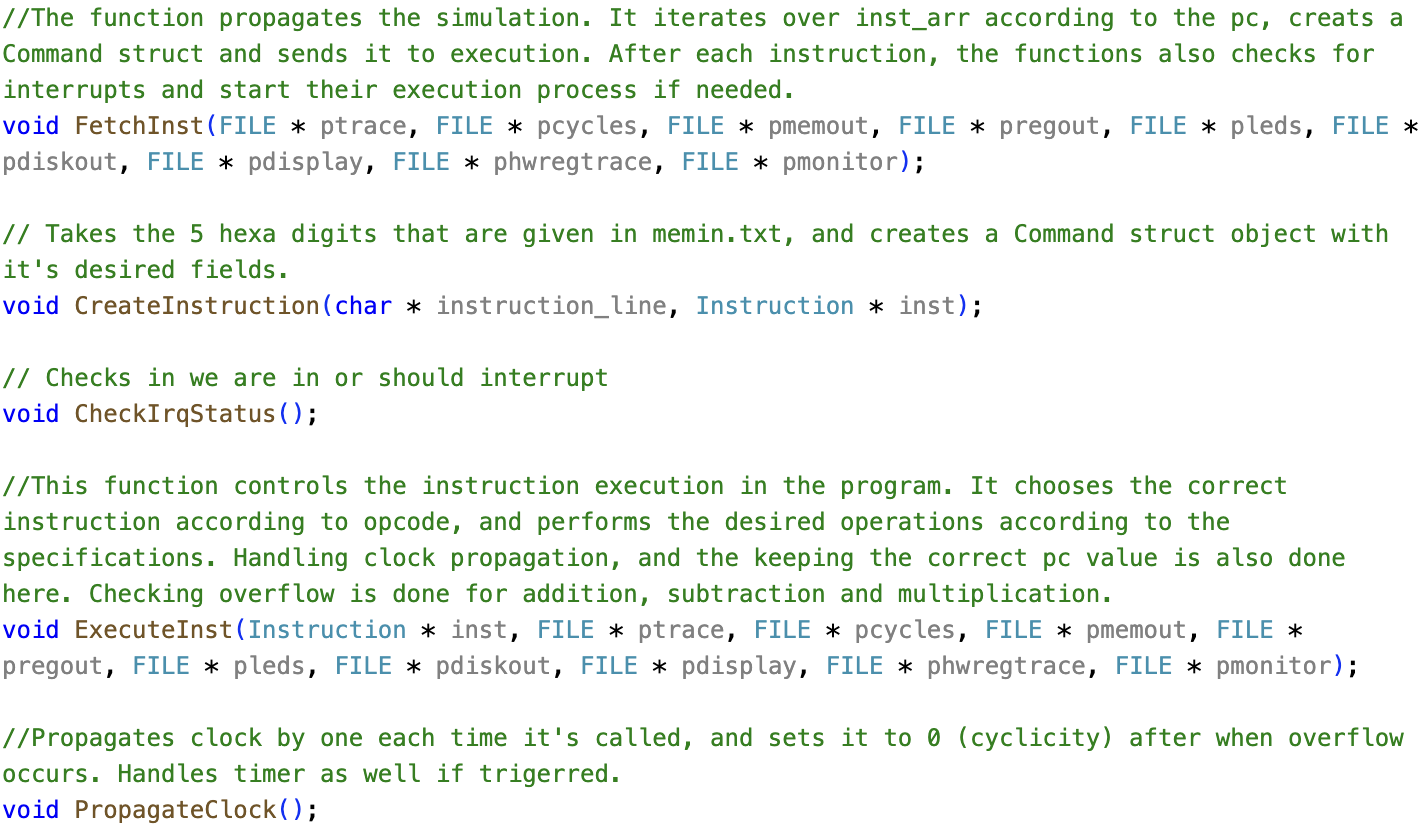 //The function propagates the simulation. It iterates over inst_arr according to the pc, creats a
Command struct and sends it to execution. After each instruction, the functions also checks for
interrupts and start their execution process if needed.
void FetchInst(FILE * ptrace, FILE * pcycles, FILE * pmemout, FILE * pregout, FILE * pleds, FILE *
pdiskout, FILE * pdisplay, FILE * phwregtrace, FILE * pmonitor);
// Takes the 5 hexa digits that are given in memin.txt, and creates a Command struct object with
it's desired fields.
void CreateInstruction(char * instruction_line, Instruction * inst);
// Checks in we are in or should interrupt
void CheckIrqStatus();
//This function controls the instruction execution in the program. It chooses the correct
instruction according to opcode, and performs the desired operations according to the
specifications. Handling clock propagation, and the keeping the correct pc value is also done
here. Checking overflow is done for addition, subtraction and multiplication.
void ExecuteInst(Instruction * inst, FILE * ptrace, FILE * pcycles, FILE * pmemout, FILE *
pregout, FILE * pleds, FILE * pdiskout, FILE * pdisplay, FILE * phwregtrace, FILE * pmonitor);
//Propagates clock by one each time it's called, and sets it to 0 (cyclicity) after when overflow
occurs. Handles timer as well if trigerred.
void PropagateClock();